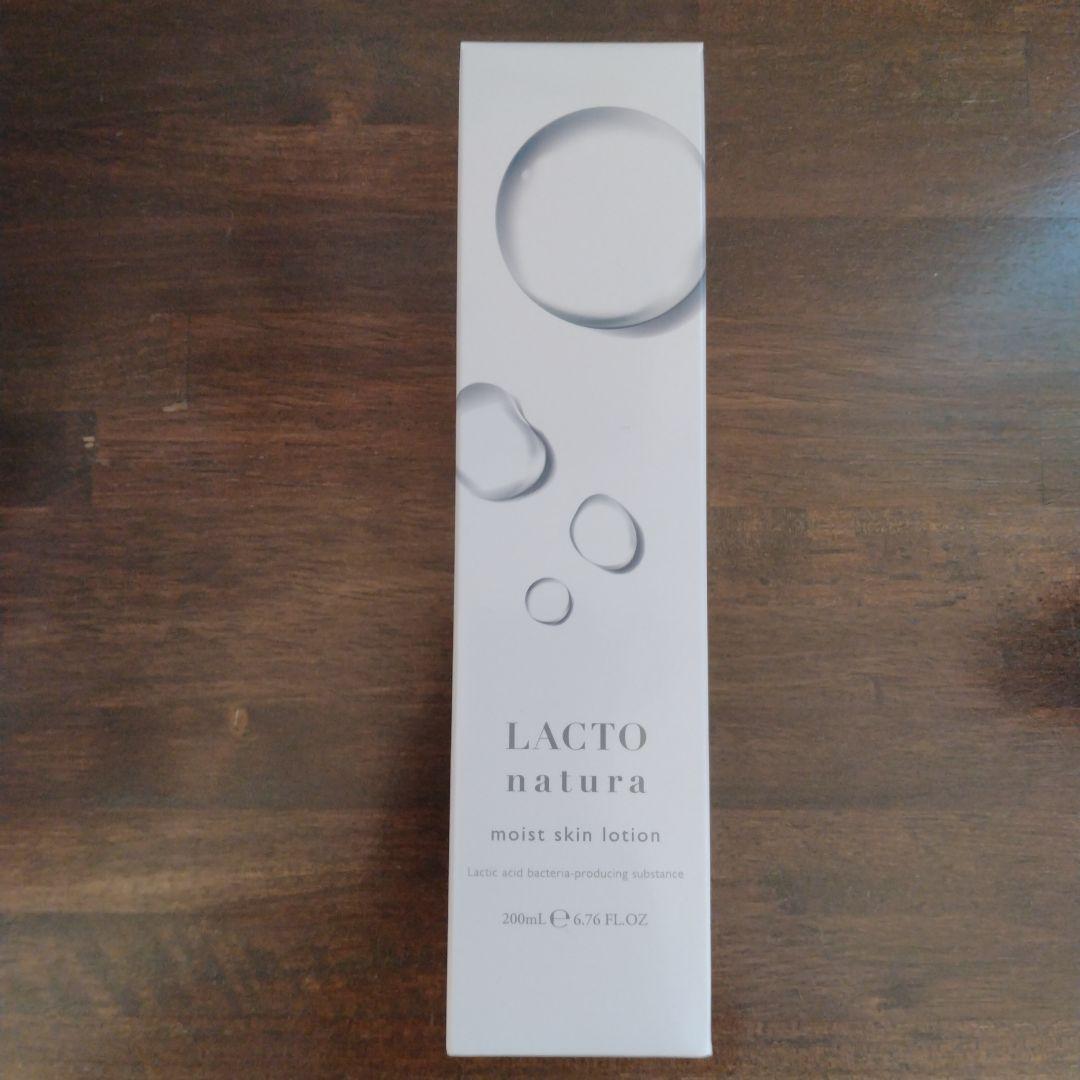 LACTO
natura
moist skin lotion
Lactic acid bacteria-producing substance
200mL ℮ 6.76 FL.OZ